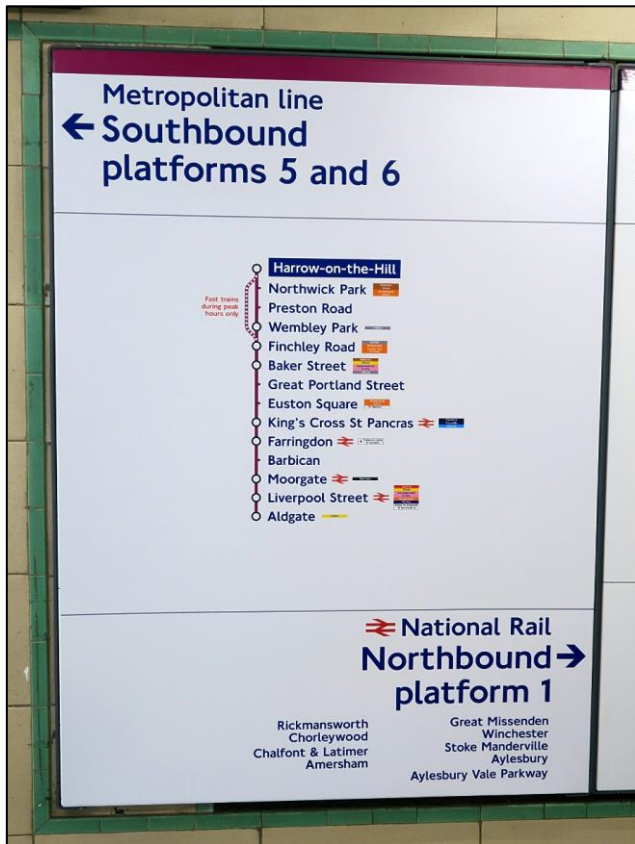 Metropolitan line
Southbound
platforms 5 and 6
Harrow-on-the-Hill
Northwick Park
Fast trains
during peak
hours only
Preston Road
Wembley Park
Finchley Road
Baker Street
Great Portland Street
Euston Square
King's Cross St Pancras
Farringdon
Barbican
Moorgate
Liverpool Street
Aldgate
National Rail
Northbound
platform 1
Rickmansworth
Chorleywood
Chalfont & Latimer
Amersham
Great Missenden
Winchester
Stoke Manderville
Aylesbury
Aylesbury Vale Parkway